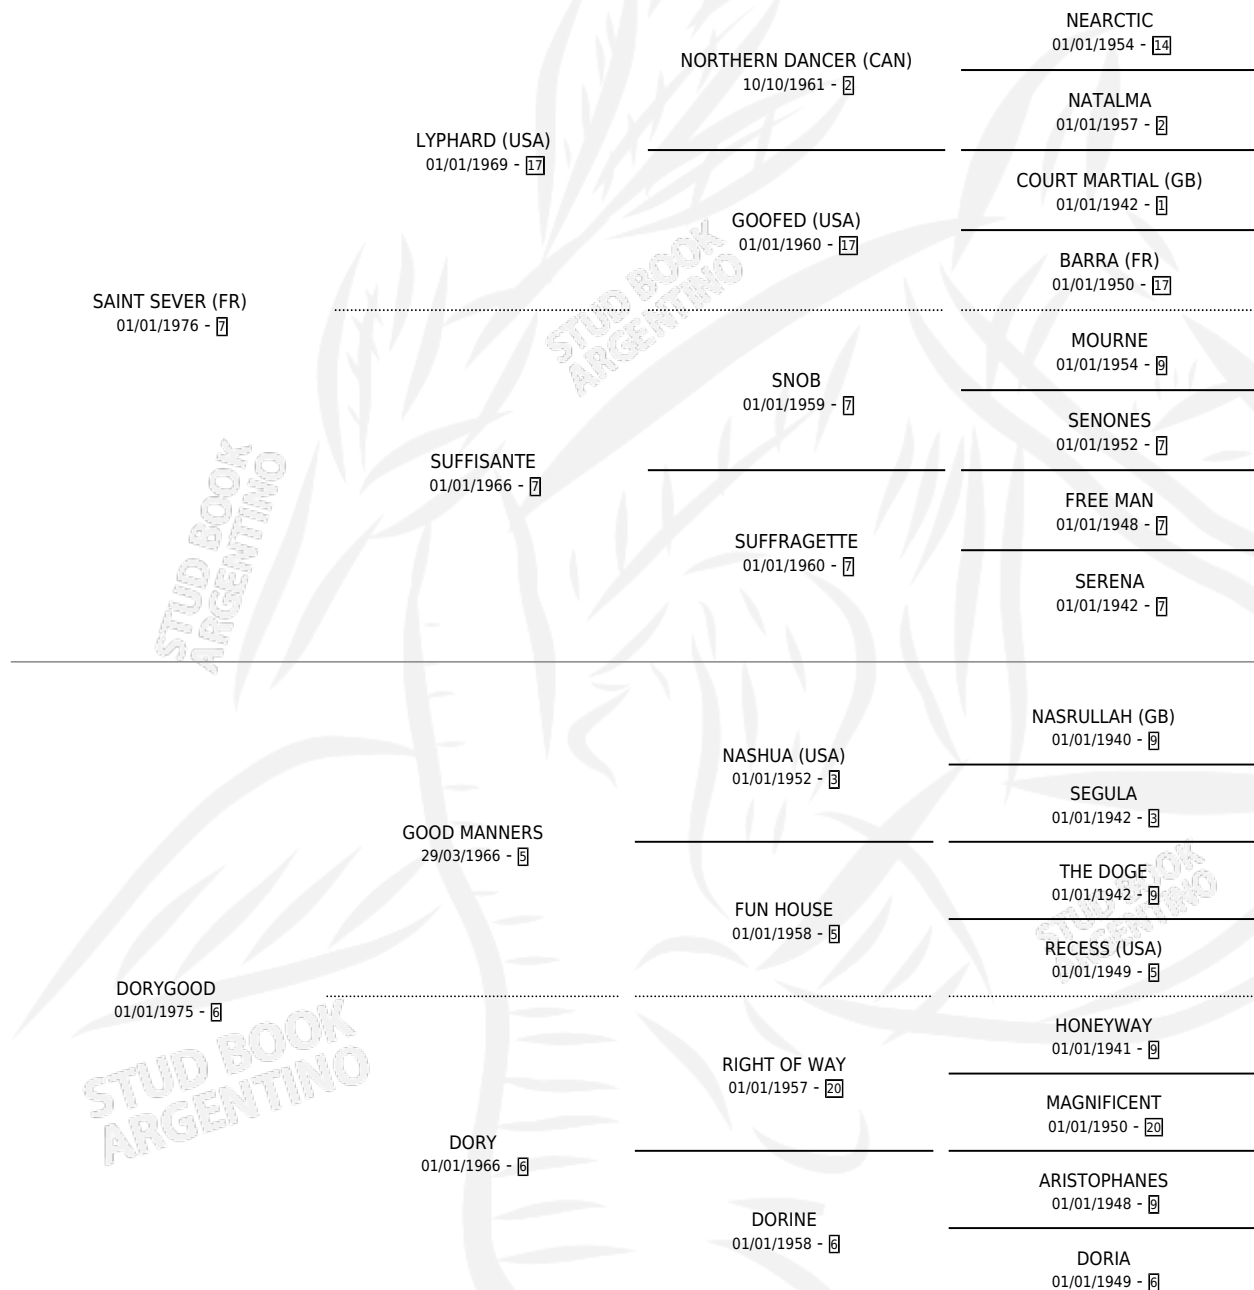 NEARCTIC
01/01/1954 - 14
NORTHERN DANCER (CAN)
10/10/1961 - 2
NATALMA
01/01/1957 - 2
LYPHARD (USA)
01/01/1969 - 17
COURT MARTIAL (GB)
01/01/1942 - 1
GOOFED (USA)
01/01/1960 - 17
BARRA (FR)
01/01/1950 - 17
SAINT SEVER (FR)
01/01/1976 - 7
STUD BOOK
ARGENTINO
MOURNE
01/01/1954 - 9
SNOB
01/01/1959 - 7
SENONES
01/01/1952 - 7
SUFFISANTE
01/01/1966 - 7
FREE MAN
01/01/1948 - 7
SUFFRAGETTE
01/01/1960 - 7
SERENA
01/01/1942 - 7
STUD BOOK
ARGENTINO
NASRULLAH (GB)
01/01/1940 - 9
NASHUA (USA)
01/01/1952 - 3
SEGULA
01/01/1942 - 3
GOOD MANNERS
29/03/1966 - 5
THE DOGE
01/01/1942 - 9
FUN HOUSE
01/01/1958 - 5
STUD BOOK
ARGENTINO
RECESS (USA)
01/01/1949 - 5
DORYGOOD
01/01/1975 - 6
HONEYWAY
01/01/1941 - 9
RIGHT OF WAY
01/01/1957 - 20
STUD BOOK
ARGENTINO
MAGNIFICENT
01/01/1950 - 20
DORY
01/01/1966 - 6
ARISTOPHANES
01/01/1948 - 9
DORINE
01/01/1958 - 6
DORIA
01/01/1949 - 6